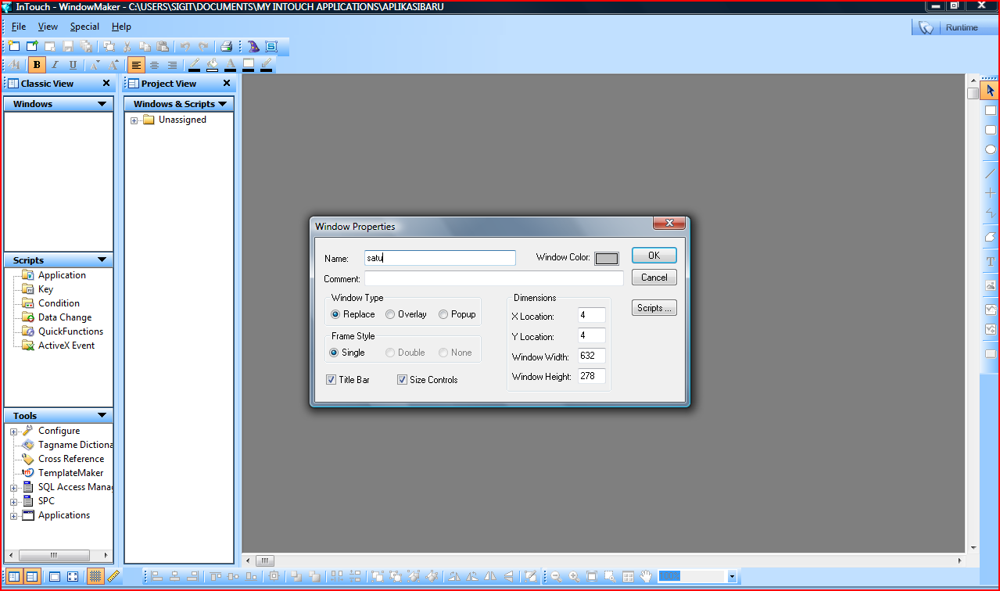 InTouch - WindowMaker - C:\USERS\SIGIT\DOCUMENTS\MY INTOUCH APPLICATIONS\APLIKASIBARU
File View Special Help
Runtime
B I U
Classic View
Project View
Windows
Windows & Scripts
Unassigned
Scripts
Application
Key
Condition
Data Change
QuickFunctions
ActiveX Event
Tools
Configure
Tagname Dictiona
Cross Reference
TemplateMaker
SQL Access Mana
SPC
Applications
Window Properties
Name: satu
Window Color:
OK
Comment:
Cancel
Window Type
Replace Overlay Popup
Frame Style
Single Double None
Title Bar Size Controls
Dimensions
X Location: 4
Y Location: 4
Window Width: 632
Window Height: 278
Scripts ...
T
100%